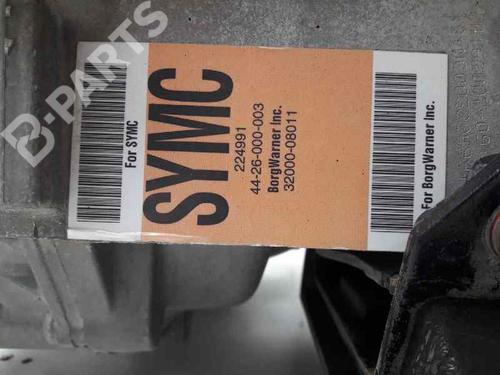 B-PARTS
For SYMC
SYMC
224991
44-26-000-003
BorgWarner Inc.
32000-08011
For BorgWarner Inc.